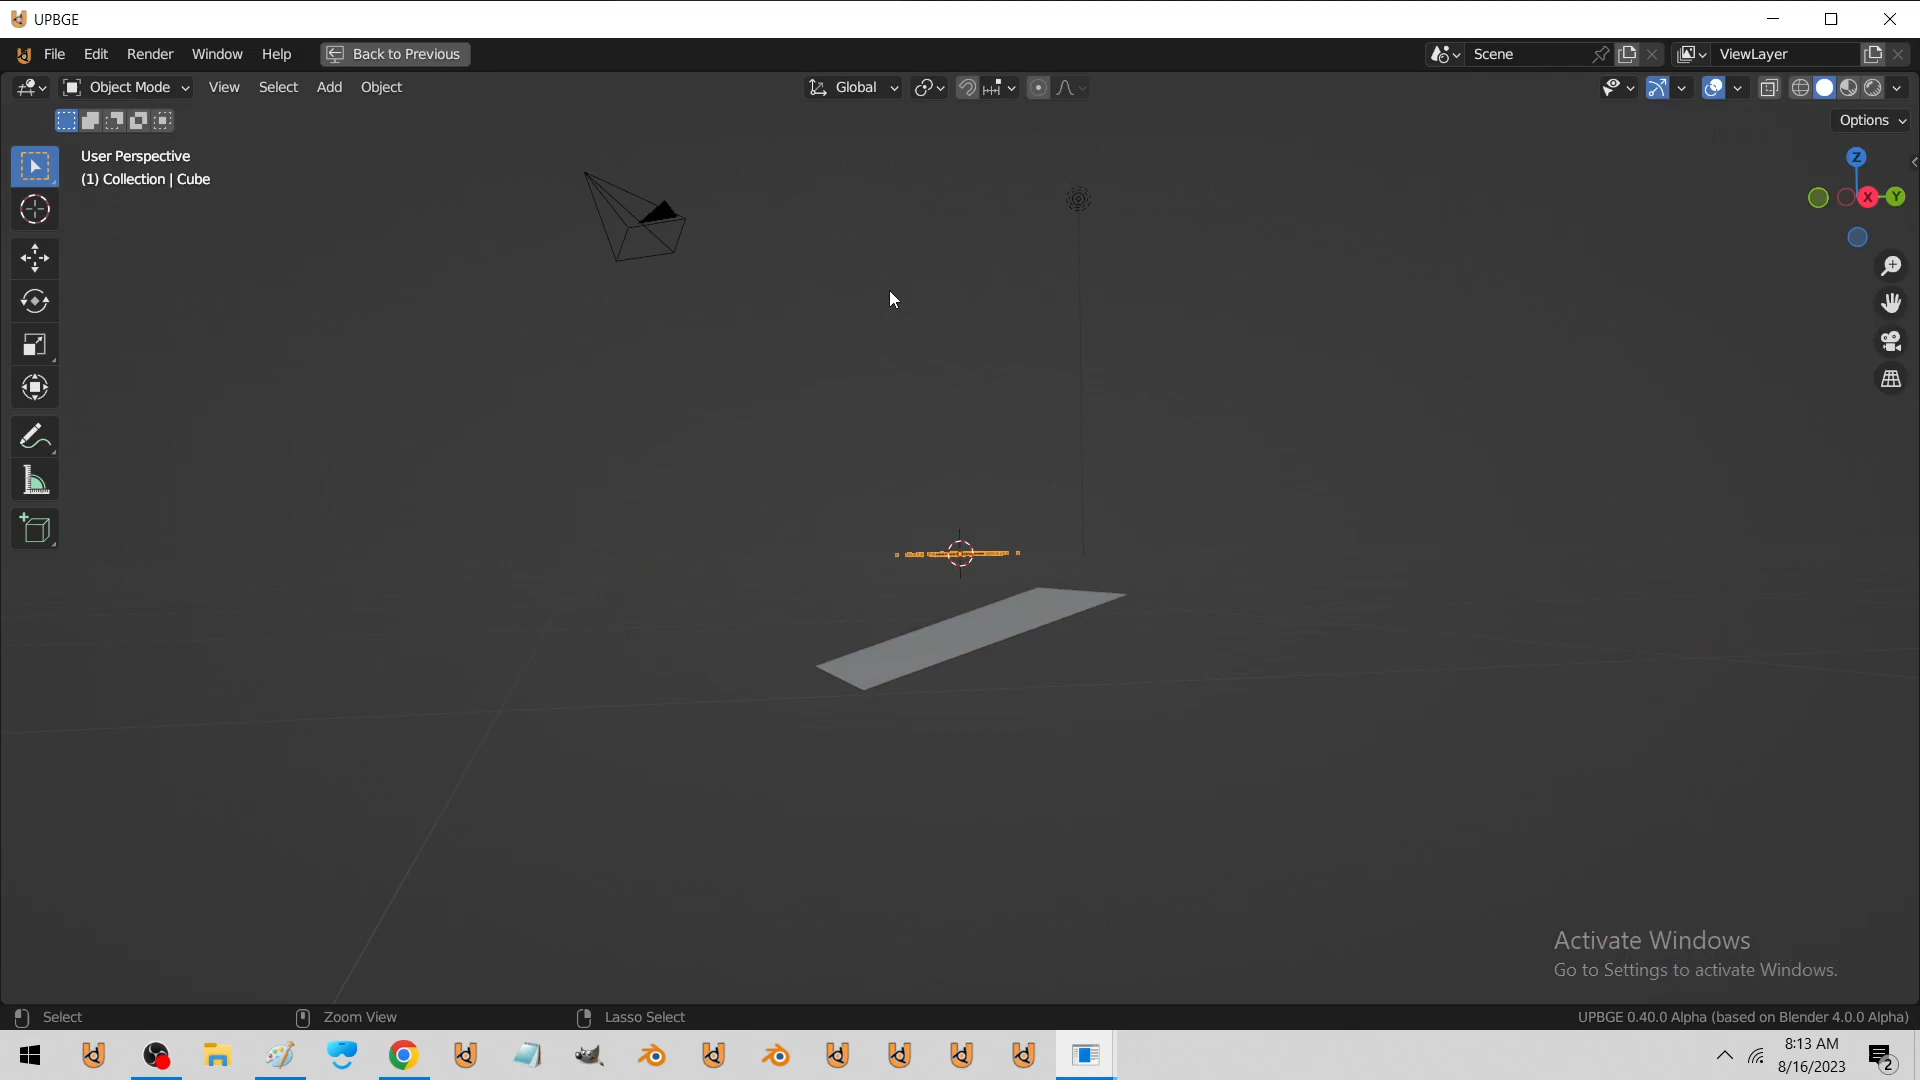 UPBGE
File Edit Render Window Help Back to Previous Scene ViewLayer
Object Mode View Select Add Object Global
Options
User Perspective
(1) Collection | Cube
Z
X Y
Activate Windows
Go to Settings to activate Windows.
Select Zoom View Lasso Select UPBGE 0.40.0 Alpha (based on Blender 4.0.0 Alpha)
8:13 AM
8/16/2023
2